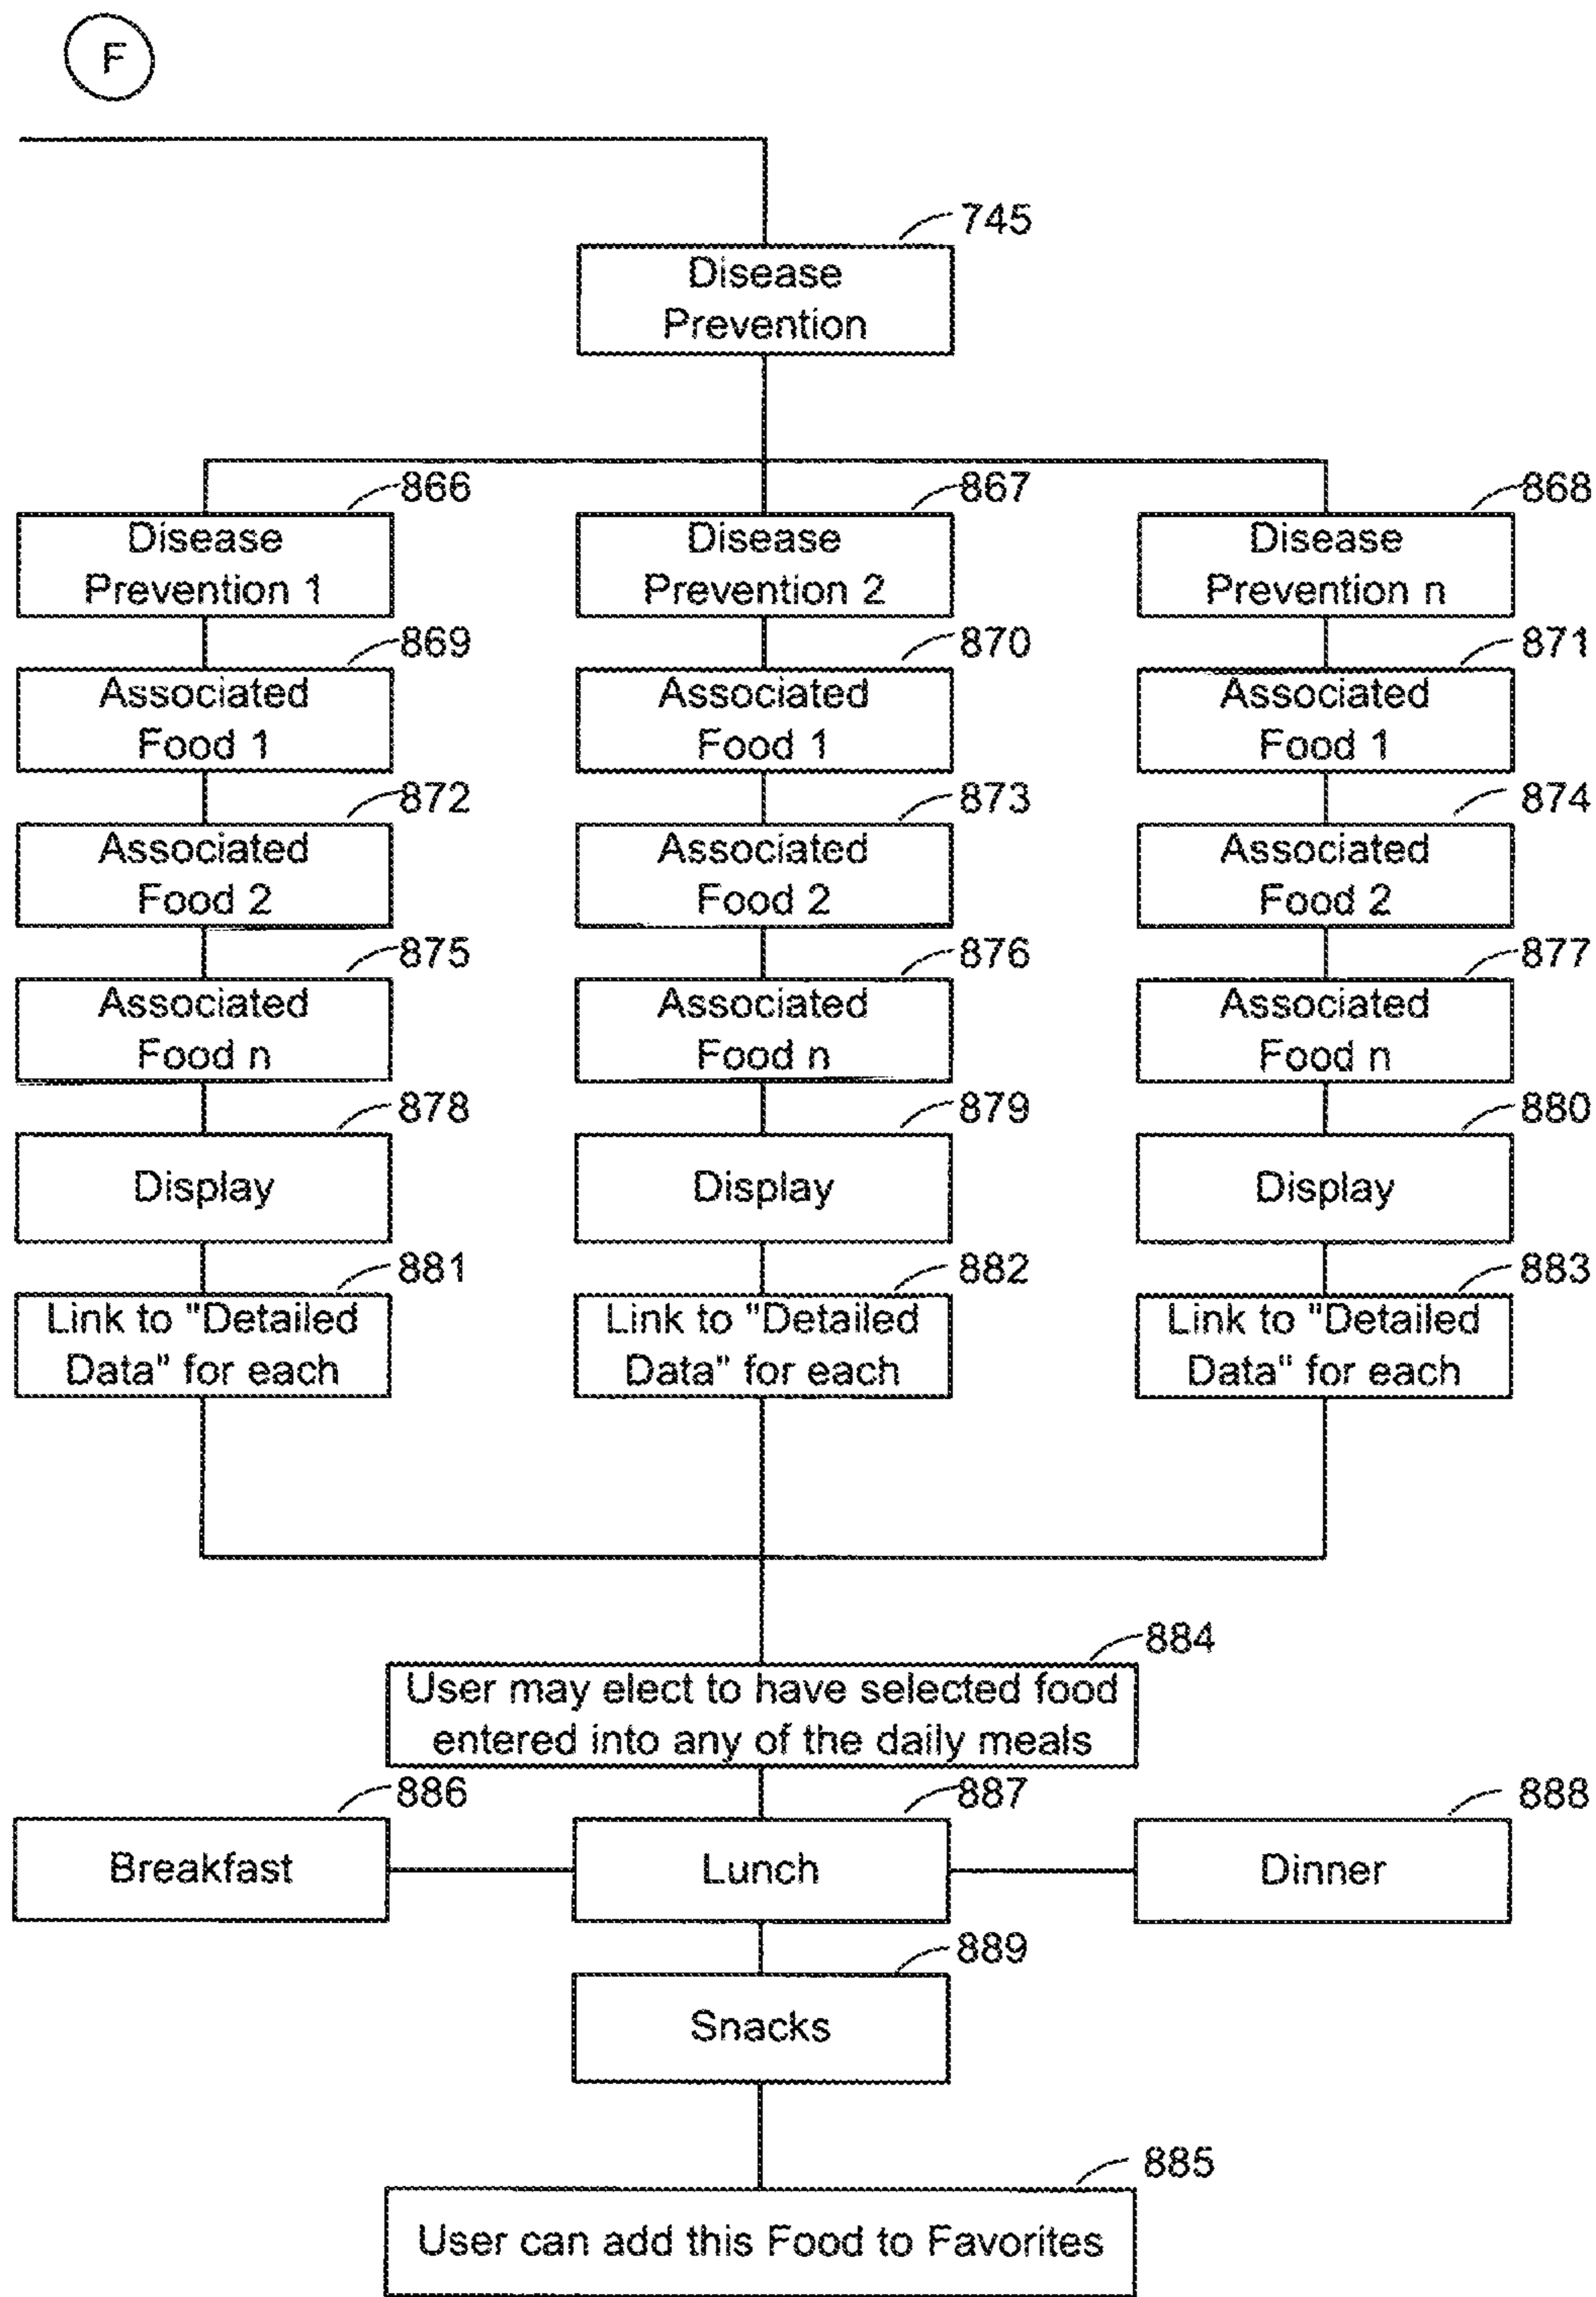 F
745
Disease
Prevention
866
867
868
Disease
Prevention 1
Disease
Prevention 2
Disease
Prevention n
869
870
871
Associated
Food 1
Associated
Food 1
Associated
Food 1
872
873
874
Associated
Food 2
Associated
Food 2
Associated
Food 2
875
876
877
Associated
Food n
Associated
Food n
Associated
Food n
878
879
880
Display
Display
Display
881
882
883
Link to "Detailed
Data" for each
Link to "Detailed
Data" for each
Link to "Detailed
Data" for each
884
User may elect to have selected food
entered into any of the daily meals
886
887
888
Breakfast
Lunch
Dinner
889
Snacks
885
User can add this Food to Favorites